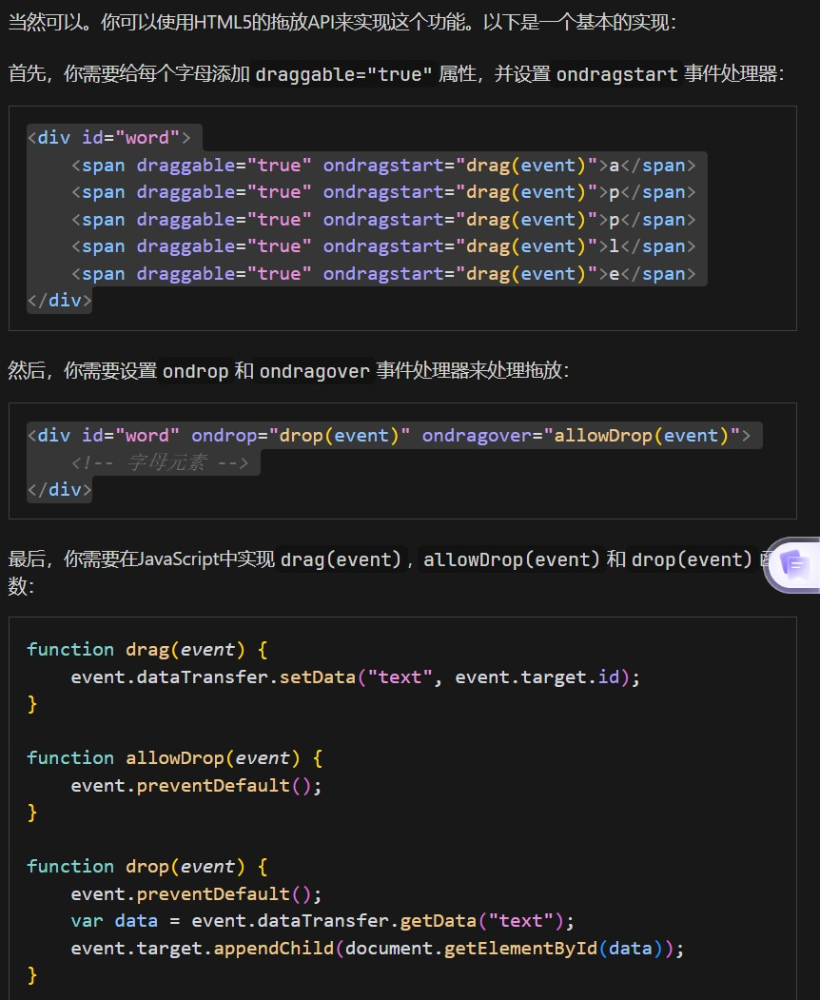 当然可以。你可以使用HTML5的拖放API来实现这个功能。以下是一个基本的实现：
首先，你需要给每个字母添加 draggable="true" 属性，并设置 ondragstart 事件处理器：
<div id="word">
    <span draggable="true" ondragstart="drag(event)">a</span>
    <span draggable="true" ondragstart="drag(event)">p</span>
    <span draggable="true" ondragstart="drag(event)">p</span>
    <span draggable="true" ondragstart="drag(event)">l</span>
    <span draggable="true" ondragstart="drag(event)">e</span>
</div>
然后，你需要设置 ondrop 和 ondragover 事件处理器来处理拖放：
<div id="word" ondrop="drop(event)" ondragover="allowDrop(event)">
    <!-- 字母元素 -->
</div>
最后，你需要在JavaScript中实现 drag(event)，allowDrop(event) 和 drop(event) 函
数：
function drag(event) {
    event.dataTransfer.setData("text", event.target.id);
}
function allowDrop(event) {
    event.preventDefault();
}
function drop(event) {
    event.preventDefault();
    var data = event.dataTransfer.getData("text");
    event.target.appendChild(document.getElementById(data));
}